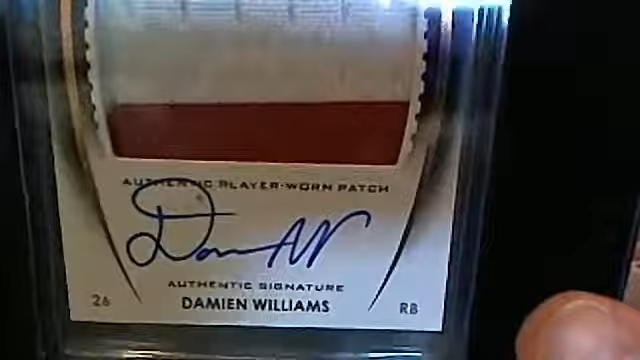 AUTHENTIC PLAYER-WORN PATCH
AUTHENTIC SIGNATURE
26 DAMIEN WILLIAMS RB